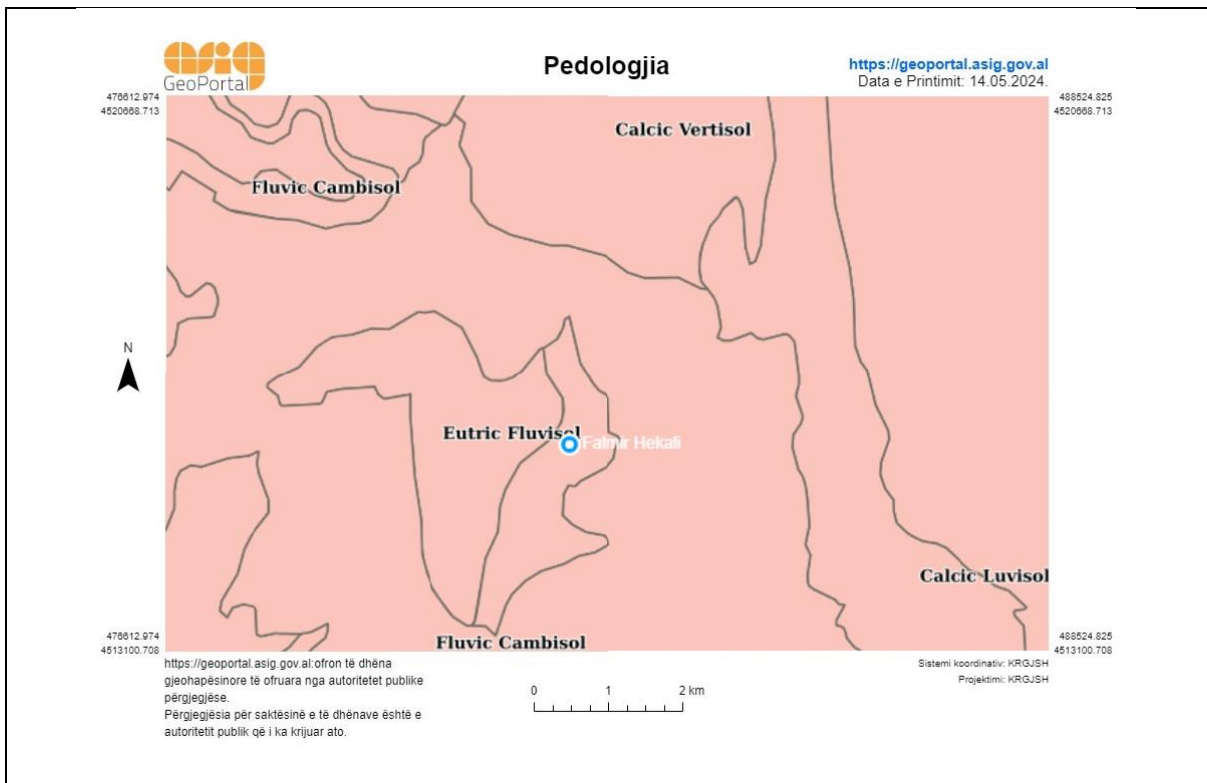 asig
GeoPortal
Pedologjia
https://geoportal.asig.gov.al
Data e Printimit: 14.05.2024.
476612.974
4520668.713
488524.825
4520668.713
Calcic Vertisol
Fluvic Cambisol
N
Eutric Fluvisol
Fatmir Hekali
Calcic Luvisol
Fluvic Cambisol
476612.974
4513100.708
488524.825
4513100.708
https://geoportal.asig.gov.al:ofron të dhëna
gjeohapësinore të ofruara nga autoritetet publike
përgjegjëse.
Përgjegjësia për saktësinë e të dhënave është e
autoritetit publik që i ka krijuar ato.
0 1 2 km
Sistemi koordinativ: KRGJSH
Projektimi: KRGJSH